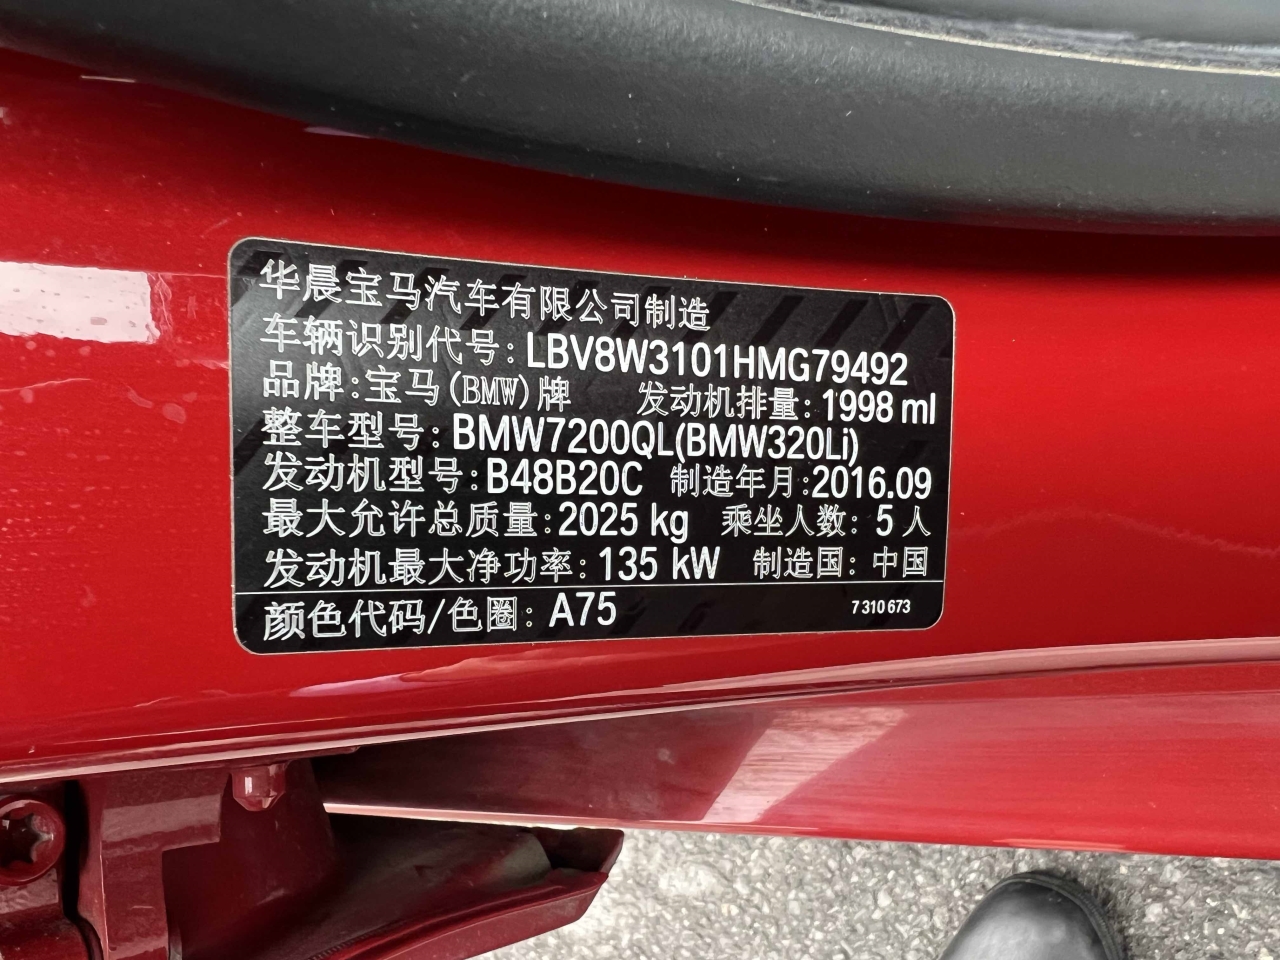 华晨宝马汽车有限公司制造
车辆识别代号: LBV8W3101HMG79492
品牌:宝马(BMW)牌 发动机排量: 1998 ml
整车型号: BMW7200QL(BMW320Li)
发动机型号: B48B20C 制造年月:2016.09
最大允许总质量: 2025 kg 乘坐人数: 5 人
发动机最大净功率: 135 kW 制造国: 中国
颜色代码/色圈: A75 7 310 673